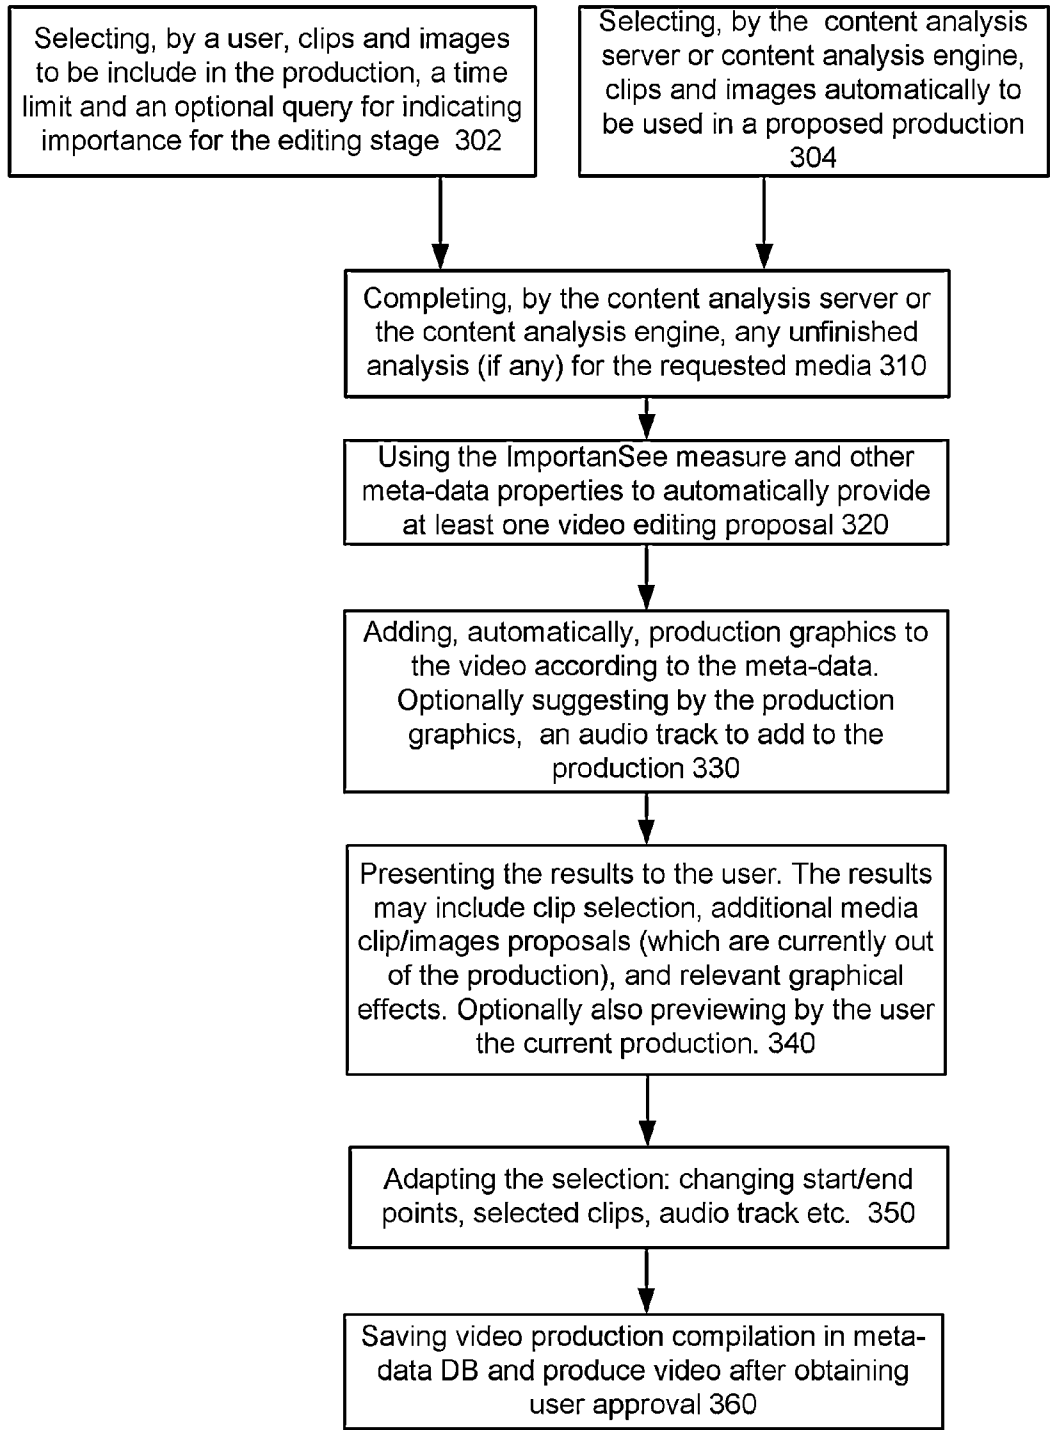 Selecting, by a user, clips and images
to be include in the production, a time
limit and an optional query for indicating
importance for the editing stage  302
Selecting, by the  content analysis
server or content analysis engine,
clips and images automatically to
be used in a proposed production
304
Completing, by the content analysis server or
the content analysis engine, any unfinished
analysis (if any) for the requested media 310
Using the ImportanSee measure and other
meta-data properties to automatically provide
at least one video editing proposal 320
Adding, automatically, production graphics to
the video according to the meta-data.
Optionally suggesting by the production
graphics,  an audio track to add to the
production 330
Presenting the results to the user. The results
may include clip selection, additional media
clip/images proposals (which are currently out
of the production), and relevant graphical
effects. Optionally also previewing by the user
the current production. 340
Adapting the selection: changing start/end
points, selected clips, audio track etc.  350
Saving video production compilation in meta-
data DB and produce video after obtaining
user approval 360